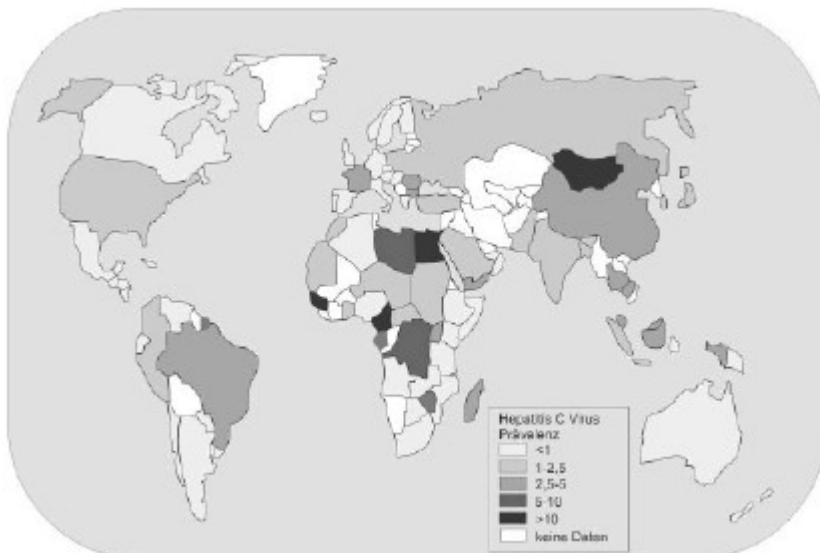 Hepatitis C Virus
Prävalenz
<1
1-2,5
2,5-5
5-10
>10
keine Daten